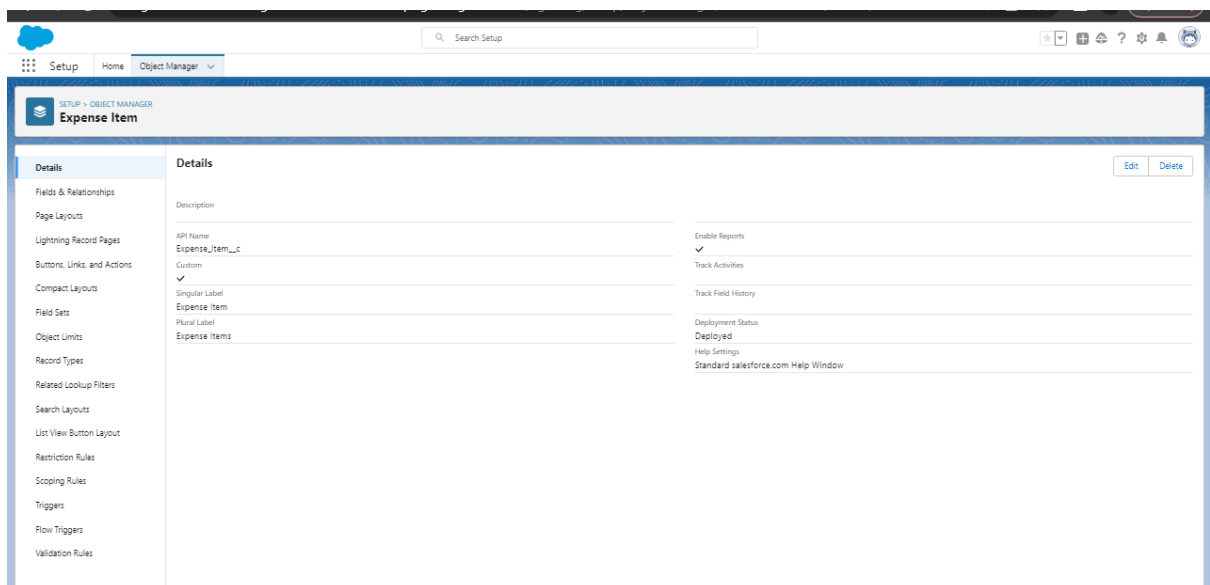 Search Setup
Setup Home Object Manager
SETUP > OBJECT MANAGER
Expense Item
Details
Fields & Relationships
Page Layouts
Lightning Record Pages
Buttons, Links, and Actions
Compact Layouts
Field Sets
Object Limits
Record Types
Related Lookup Filters
Search Layouts
List View Button Layout
Restriction Rules
Scoping Rules
Triggers
Flow Triggers
Validation Rules
Details
Edit Delete
Description
API Name
Expense_Item__c
Custom
Singular Label
Expense Item
Plural Label
Expense Items
Enable Reports
Track Activities
Track Field History
Deployment Status
Deployed
Help Settings
Standard salesforce.com Help Window